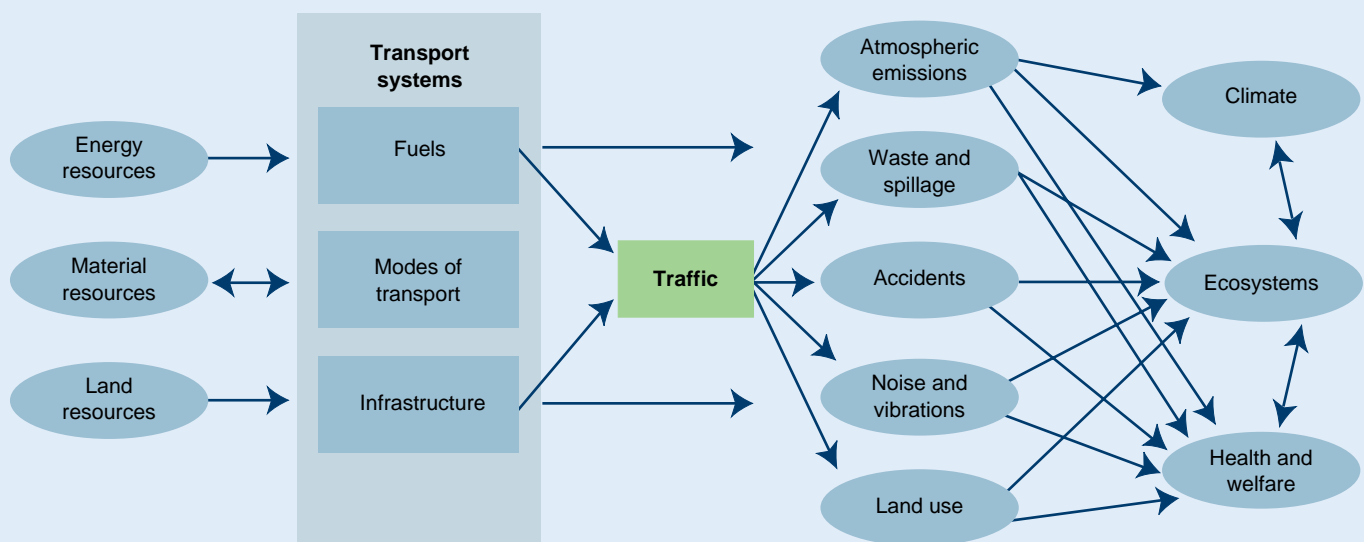 Transport
systems
Energy
resources
Material
resources
Land
resources
Fuels
Modes of
transport
Infrastructure
Traffic
Atmospheric
emissions
Waste and
spillage
Accidents
Noise and
vibrations
Land use
Climate
Ecosystems
Health and
welfare